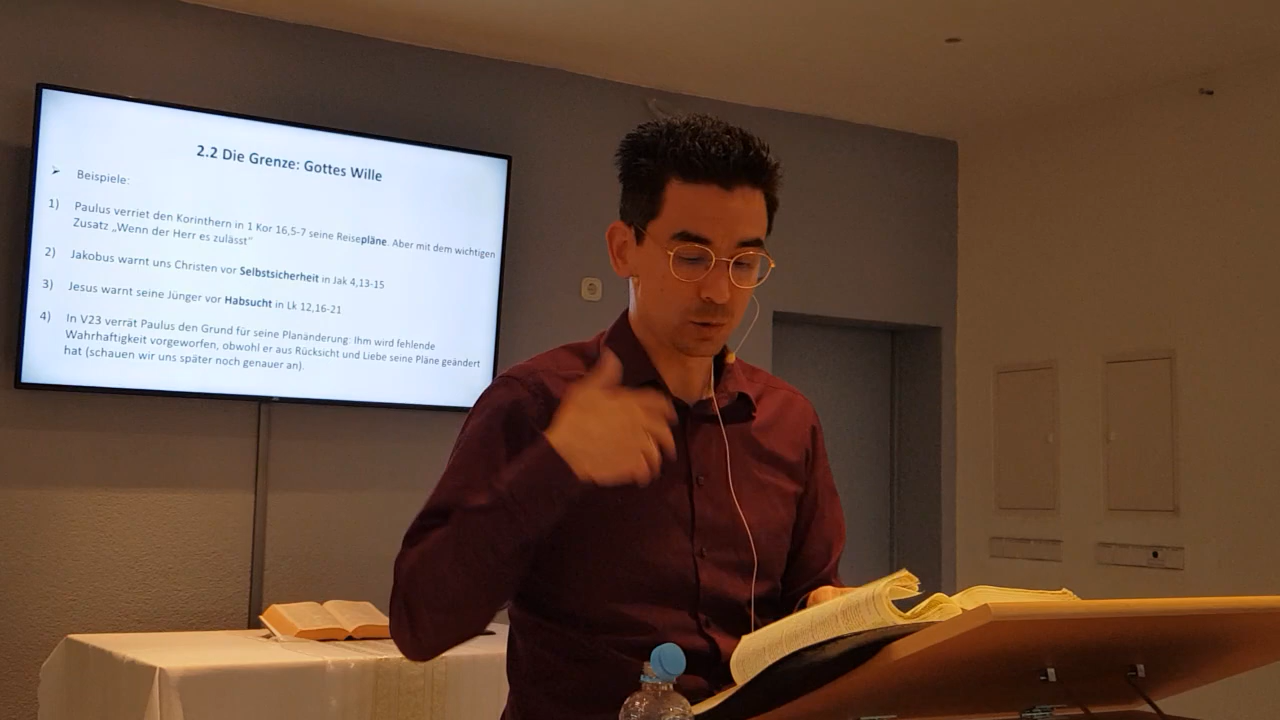 2.2 Die Grenze: Gottes Wille
➤ Beispiele:
1) Paulus verriet den Korinthern in 1 Kor 16,5-7 seine Reisepläne. Aber mit dem wichtigen
Zusatz „Wenn der Herr es zulässt“
2) Jakobus warnt uns Christen vor Selbstsicherheit in Jak 4,13-15
3) Jesus warnt seine Jünger vor Habsucht in Lk 12,16-21
4) In V23 verrät Paulus den Grund für seine Planänderung: Ihm wird fehlende
Wahrhaftigkeit vorgeworfen, obwohl er aus Rücksicht und Liebe seine Pläne geändert
hat (schauen wir uns später noch genauer an).